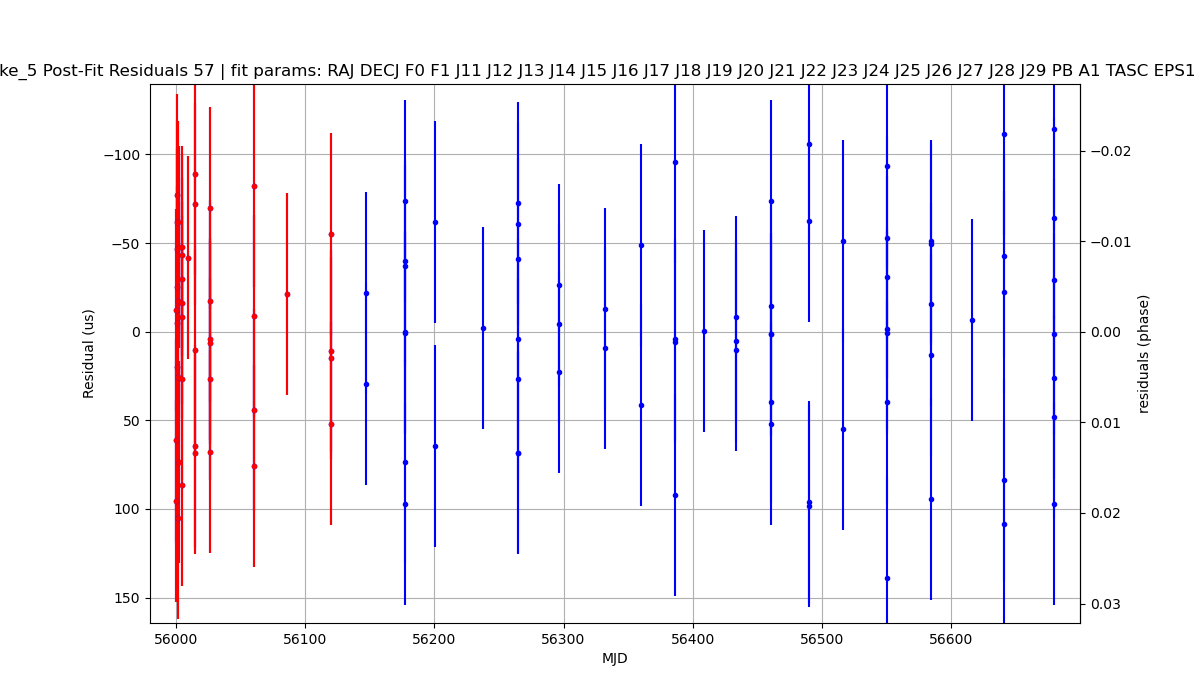 ke_5 Post-Fit Residuals 57 | fit params: RAJ DECJ F0 F1 J11 J12 J13 J14 J15 J16 J17 J18 J19 J20 J21 J22 J23 J24 J25 J26 J27 J28 J29 PB A1 TASC EPS1
−100
−50
0
50
100
150
Residual (us)
−0.02
−0.01
0.00
0.01
0.02
0.03
residuals (phase)
56000 56100 56200 56300 56400 56500 56600
MJD